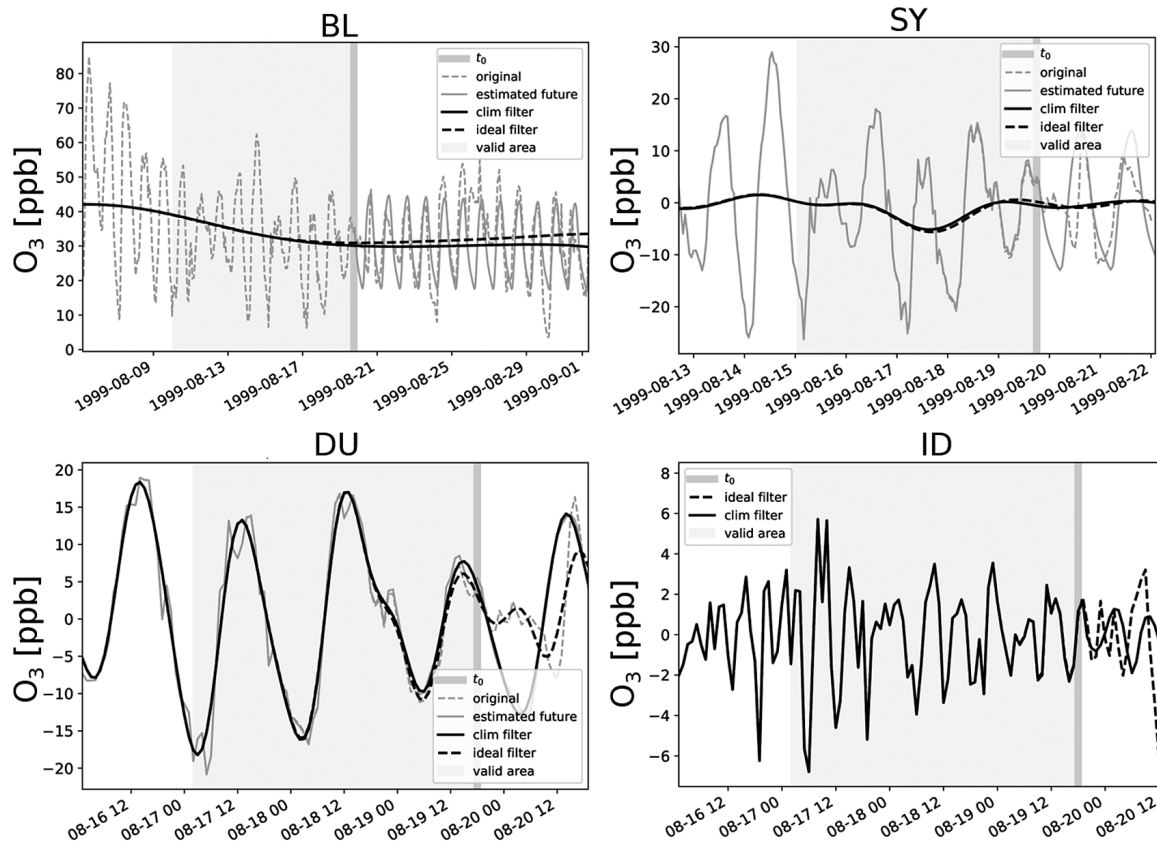 BL
O3 [ppb]
80
70
60
50
40
30
20
10
0
t0
original
estimated future
clim filter
ideal filter
valid area
1999-08-09
1999-08-13
1999-08-17
1999-08-21
1999-08-25
1999-08-29
1999-09-01
SY
O3 [ppb]
30
20
10
0
−10
−20
t0
original
estimated future
clim filter
ideal filter
valid area
1999-08-13
1999-08-14
1999-08-15
1999-08-16
1999-08-17
1999-08-18
1999-08-19
1999-08-20
1999-08-21
1999-08-22
DU
O3 [ppb]
20
15
10
5
0
−5
−10
−15
−20
t0
original
estimated future
clim filter
ideal filter
valid area
08-16 12
08-17 00
08-17 12
08-18 00
08-18 12
08-19 00
08-19 12
08-20 00
08-20 12
ID
O3 [ppb]
8
6
4
2
0
−2
−4
−6
t0
ideal filter
clim filter
valid area
08-16 12
08-17 00
08-17 12
08-18 00
08-18 12
08-19 00
08-19 12
08-20 00
08-20 12